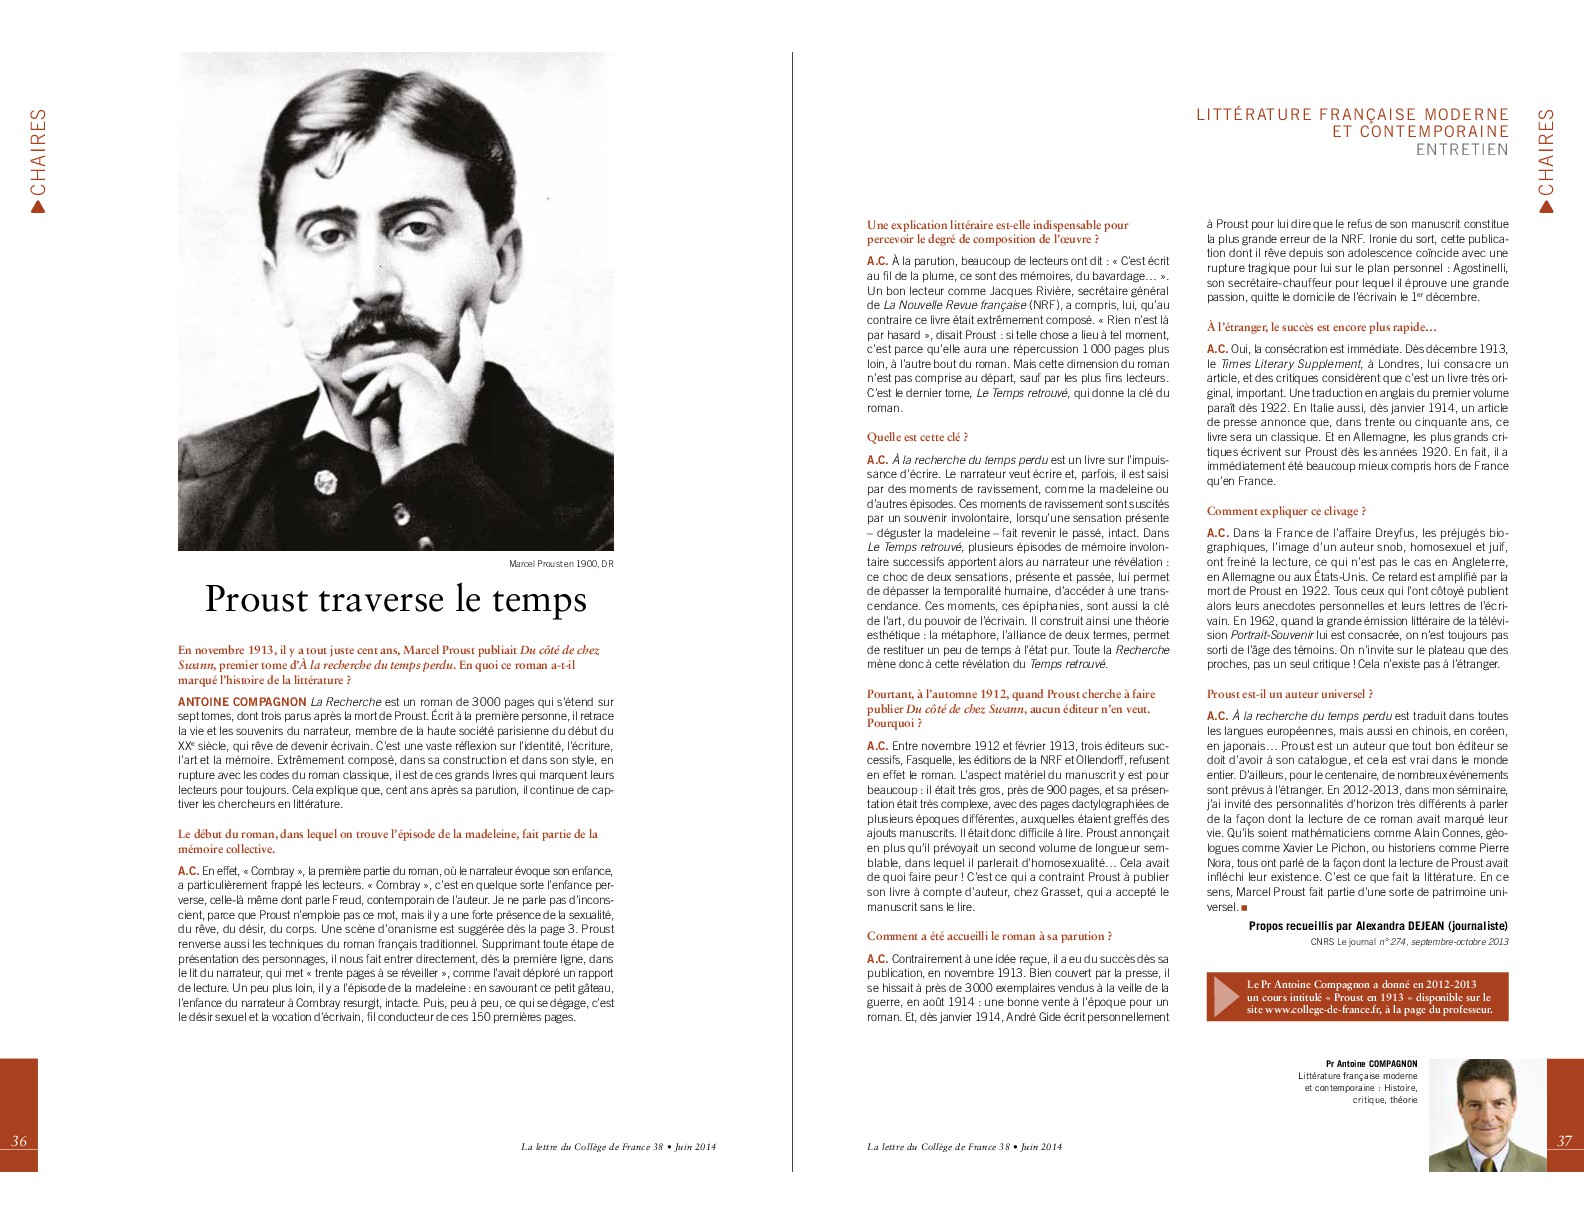 CHAIRES
Marcel Proust en 1900, DR
Proust traverse le temps
En novembre 1913, il y a tout juste cent ans, Marcel Proust publiait Du côté de chez
Swann, premier tome d'À la recherche du temps perdu. En quoi ce roman a-t-il
marqué l'histoire de la littérature ?
ANTOINE COMPAGNON La Recherche est un roman de 3 000 pages qui s'étend sur
sept tomes, dont trois parus après la mort de Proust. Écrit à la première personne, il retrace
la vie et les souvenirs du narrateur, membre de la haute société parisienne du début du
XXe siècle, qui rêve de devenir écrivain. C'est une vaste réflexion sur l'identité, l'écriture,
l'art et la mémoire. Extrêmement composé, dans sa construction et dans son style, en
rupture avec les codes du roman classique, il est de ces grands livres qui marquent leurs
lecteurs pour toujours. Cela explique que, cent ans après sa parution, il continue de cap-
tiver les chercheurs en littérature.
Le début du roman, dans lequel on trouve l'épisode de la madeleine, fait partie de la
mémoire collective.
A.C. En effet, « Combray », la première partie du roman, où le narrateur évoque son enfance,
a particulièrement frappé les lecteurs. « Combray », c'est en quelque sorte l'enfance per-
verse, celle-là même dont parle Freud, contemporain de l'auteur. Je ne parle pas d'incons-
cient, parce que Proust n'emploie pas ce mot, mais il y a une forte présence de la sexualité,
du rêve, du désir, du corps. Une scène d'onanisme est suggérée dès la page 3. Proust
renverse aussi les techniques du roman français traditionnel. Supprimant toute étape de
présentation des personnages, il nous fait entrer directement, dès la première ligne, dans
le lit du narrateur, qui met « trente pages à se réveiller », comme l'avait déploré un rapport
de lecture. Un peu plus loin, il y a l'épisode de la madeleine : en savourant ce petit gâteau,
l'enfance du narrateur à Combray resurgit, intacte. Puis, peu à peu, ce qui se dégage, c'est
le désir sexuel et la vocation d'écrivain, fil conducteur de ces 150 premières pages.
36
La lettre du Collège de France 38 • Juin 2014
LITTÉRATURE FRANÇAISE MODERNE
ET CONTEMPORAINE
ENTRETIEN
CHAIRES
Une explication littéraire est-elle indispensable pour
percevoir le degré de composition de l'œuvre ?
A.C. À la parution, beaucoup de lecteurs ont dit : « C'est écrit
au fil de la plume, ce sont des mémoires, du bavardage… ».
Un bon lecteur comme Jacques Rivière, secrétaire général
de La Nouvelle Revue française (NRF), a compris, lui, qu'au
contraire ce livre était extrêmement composé. « Rien n'est là
par hasard », disait Proust : si telle chose a lieu à tel moment,
c'est parce qu'elle aura une répercussion 1 000 pages plus
loin, à l'autre bout du roman. Mais cette dimension du roman
n'est pas comprise au départ, sauf par les plus fins lecteurs.
C'est le dernier tome, Le Temps retrouvé, qui donne la clé du
roman.
Quelle est cette clé ?
A.C. À la recherche du temps perdu est un livre sur l'impuis-
sance d'écrire. Le narrateur veut écrire et, parfois, il est saisi
par des moments de ravissement, comme la madeleine ou
d'autres épisodes. Ces moments de ravissement sont suscités
par un souvenir involontaire, lorsqu'une sensation présente
– déguster la madeleine – fait revenir le passé, intact. Dans
Le Temps retrouvé, plusieurs épisodes de mémoire involon-
taire successifs apportent alors au narrateur une révélation :
ce choc de deux sensations, présente et passée, lui permet
de dépasser la temporalité humaine, d'accéder à une trans-
cendance. Ces moments, ces épiphanies, sont aussi la clé
de l'art, du pouvoir de l'écrivain. Il construit ainsi une théorie
esthétique : la métaphore, l'alliance de deux termes, permet
de restituer un peu de temps à l'état pur. Toute la Recherche
mène donc à cette révélation du Temps retrouvé.
Pourtant, à l'automne 1912, quand Proust cherche à faire
publier Du côté de chez Swann, aucun éditeur n'en veut.
Pourquoi ?
A.C. Entre novembre 1912 et février 1913, trois éditeurs suc-
cessifs, Fasquelle, les éditions de la NRF et Ollendorff, refusent
en effet le roman. L'aspect matériel du manuscrit y est pour
beaucoup : il était très gros, près de 900 pages, et sa présen-
tation était très complexe, avec des pages dactylographiées de
plusieurs époques différentes, auxquelles étaient greffés des
ajouts manuscrits. Il était donc difficile à lire. Proust annonçait
en plus qu'il prévoyait un second volume de longueur sem-
blable, dans lequel il parlerait d'homosexualité… Cela avait
de quoi faire peur ! C'est ce qui a contraint Proust à publier
son livre à compte d'auteur, chez Grasset, qui a accepté le
manuscrit sans le lire.
Comment a été accueilli le roman à sa parution ?
A.C. Contrairement à une idée reçue, il a eu du succès dès sa
publication, en novembre 1913. Bien couvert par la presse, il
se hissait à près de 3 000 exemplaires vendus à la veille de la
guerre, en août 1914 : une bonne vente à l'époque pour un
roman. Et, dès janvier 1914, André Gide écrit personnellement
à Proust pour lui dire que le refus de son manuscrit constitue
la plus grande erreur de la NRF. Ironie du sort, cette publica-
tion dont il rêve depuis son adolescence coïncide avec une
rupture tragique pour lui sur le plan personnel : Agostinelli,
son secrétaire-chauffeur pour lequel il éprouve une grande
passion, quitte le domicile de l'écrivain le 1er décembre.
À l'étranger, le succès est encore plus rapide…
A.C. Oui, la consécration est immédiate. Dès décembre 1913,
le Times Literary Supplement, à Londres, lui consacre un
article, et des critiques considèrent que c'est un livre très ori-
ginal, important. Une traduction en anglais du premier volume
paraît dès 1922. En Italie aussi, dès janvier 1914, un article
de presse annonce que, dans trente ou cinquante ans, ce
livre sera un classique. Et en Allemagne, les plus grands cri-
tiques écrivent sur Proust dès les années 1920. En fait, il a
immédiatement été beaucoup mieux compris hors de France
qu'en France.
Comment expliquer ce clivage ?
A.C. Dans la France de l'affaire Dreyfus, les préjugés bio-
graphiques, l'image d'un auteur snob, homosexuel et juif,
ont freiné la lecture, ce qui n'est pas le cas en Angleterre,
en Allemagne ou aux États-Unis. Ce retard est amplifié par la
mort de Proust en 1922. Tous ceux qui l'ont côtoyé publient
alors leurs anecdotes personnelles et leurs lettres de l'écri-
vain. En 1962, quand la grande émission littéraire de la télévi-
sion Portrait-Souvenir lui est consacrée, on n'est toujours pas
sorti de l'âge des témoins. On n'invite sur le plateau que des
proches, pas un seul critique ! Cela n'existe pas à l'étranger.
Proust est-il un auteur universel ?
A.C. À la recherche du temps perdu est traduit dans toutes
les langues européennes, mais aussi en chinois, en coréen,
en japonais… Proust est un auteur que tout bon éditeur se
doit d'avoir à son catalogue, et cela est vrai dans le monde
entier. D'ailleurs, pour le centenaire, de nombreux événements
sont prévus à l'étranger. En 2012-2013, dans mon séminaire,
j'ai invité des personnalités d'horizon très différents à parler
de la façon dont la lecture de ce roman avait marqué leur
vie. Qu'ils soient mathématiciens comme Alain Connes, géo-
logues comme Xavier Le Pichon, ou historiens comme Pierre
Nora, tous ont parlé de la façon dont la lecture de Proust avait
infléchi leur existence. C'est ce que fait la littérature. En ce
sens, Marcel Proust fait partie d'une sorte de patrimoine uni-
versel. ■
Propos recueillis par Alexandra DEJEAN (journaliste)
CNRS Le journal n° 274, septembre-octobre 2013
Le Pr Antoine Compagnon a donné en 2012-2013
un cours intitulé « Proust en 1913 » disponible sur le
site www.college-de-france.fr, à la page du professeur.
Pr Antoine COMPAGNON
Littérature française moderne
et contemporaine : Histoire,
critique, théorie
La lettre du Collège de France 38 • Juin 2014
37